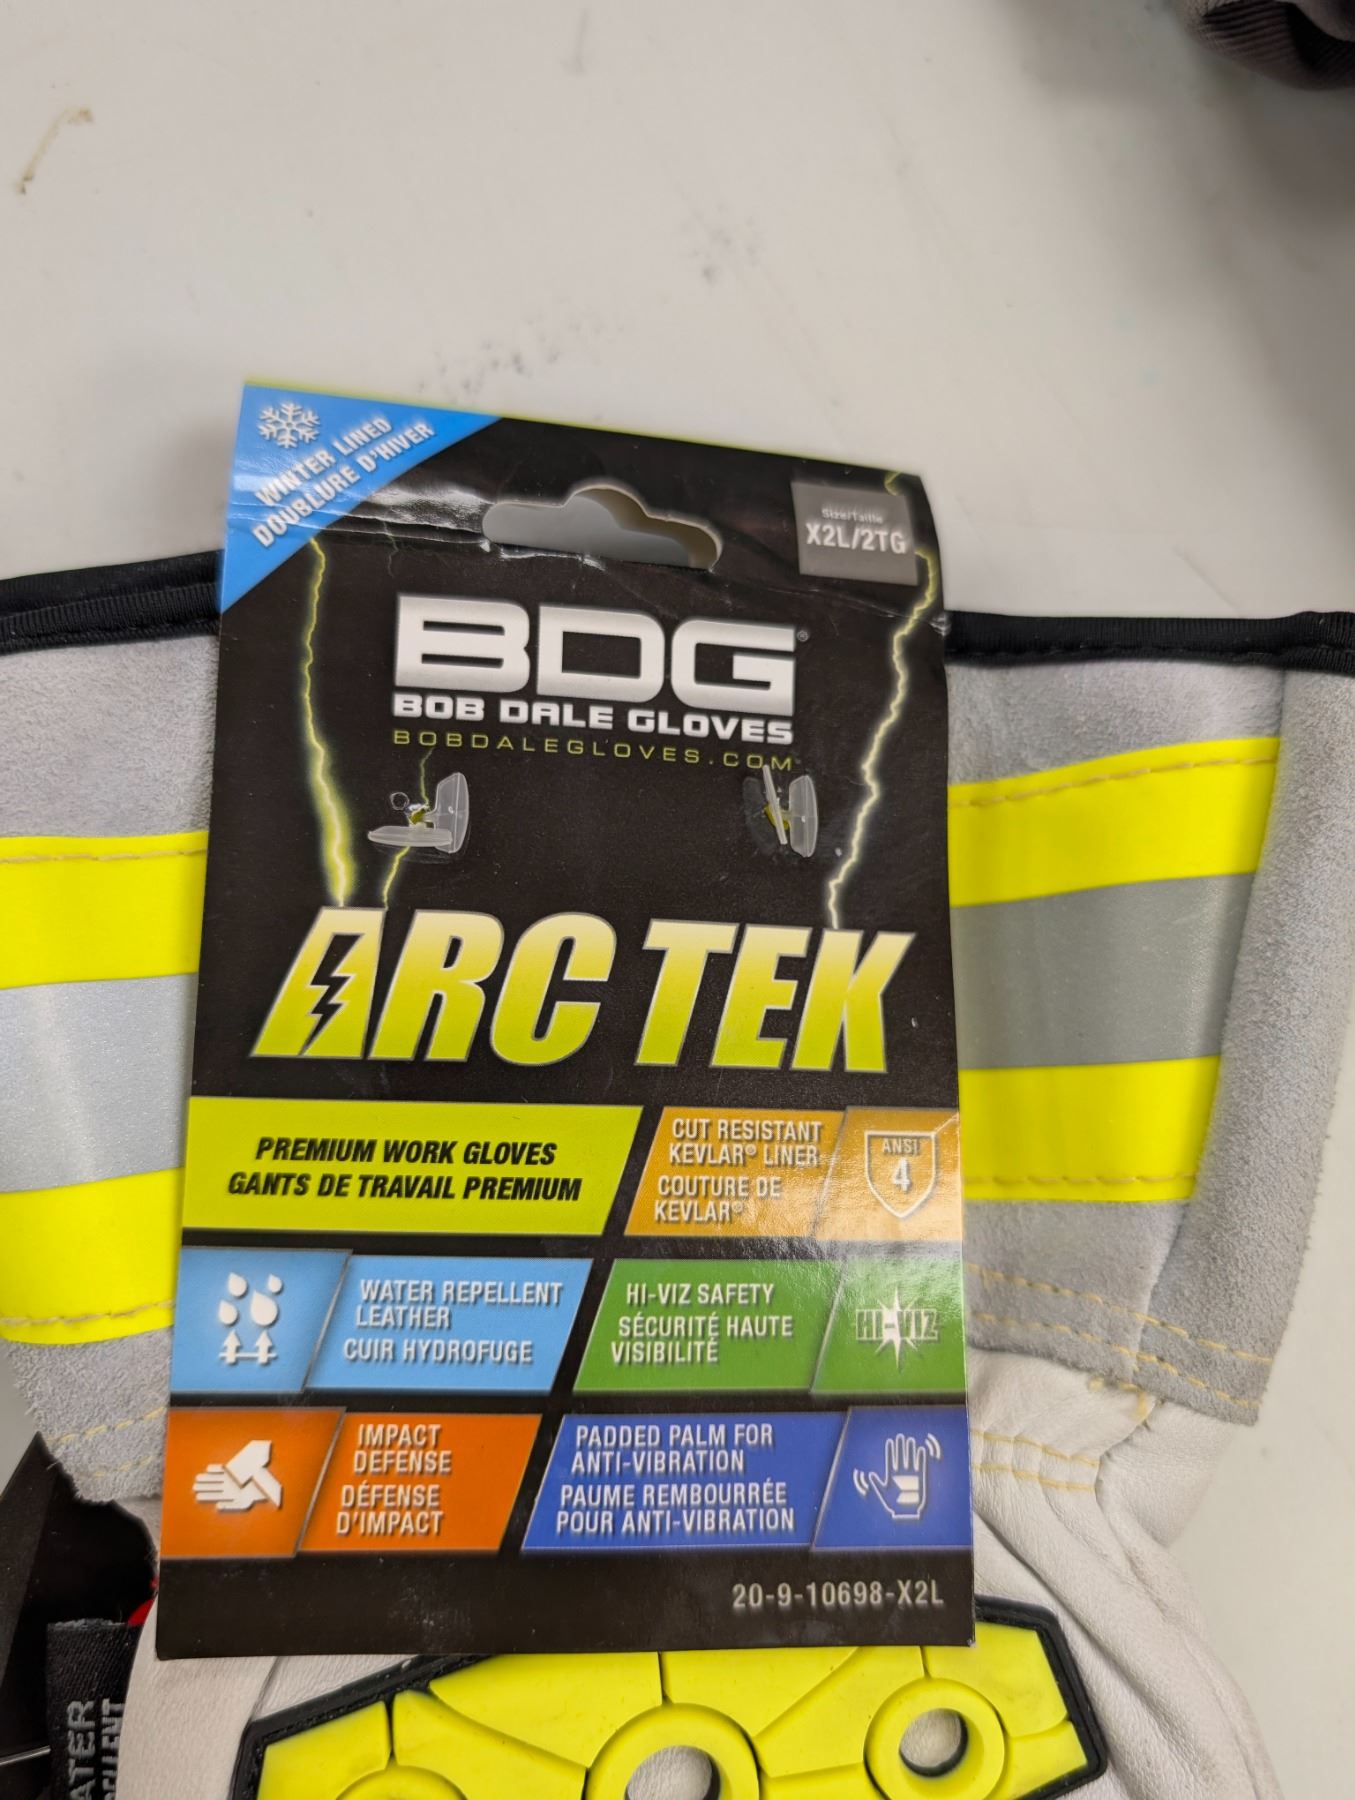 WINTER LINED
DOUBLURE D'HIVER
Size/Taille
X2L/2TG
BDG®
BOB DALE GLOVES
BOBDALEGLOVES.COM
ARC TEK
PREMIUM WORK GLOVES
GANTS DE TRAVAIL PREMIUM
CUT RESISTANT
KEVLAR® LINER
COUTURE DE
KEVLAR®
ANSI
4
WATER REPELLENT
LEATHER
CUIR HYDROFUGE
HI-VIZ SAFETY
SÉCURITÉ HAUTE
VISIBILITÉ
HI-VIZ
IMPACT
DEFENSE
DÉFENSE
D'IMPACT
PADDED PALM FOR
ANTI-VIBRATION
PAUME REMBOURRÉE
POUR ANTI-VIBRATION
20-9-10698-X2L